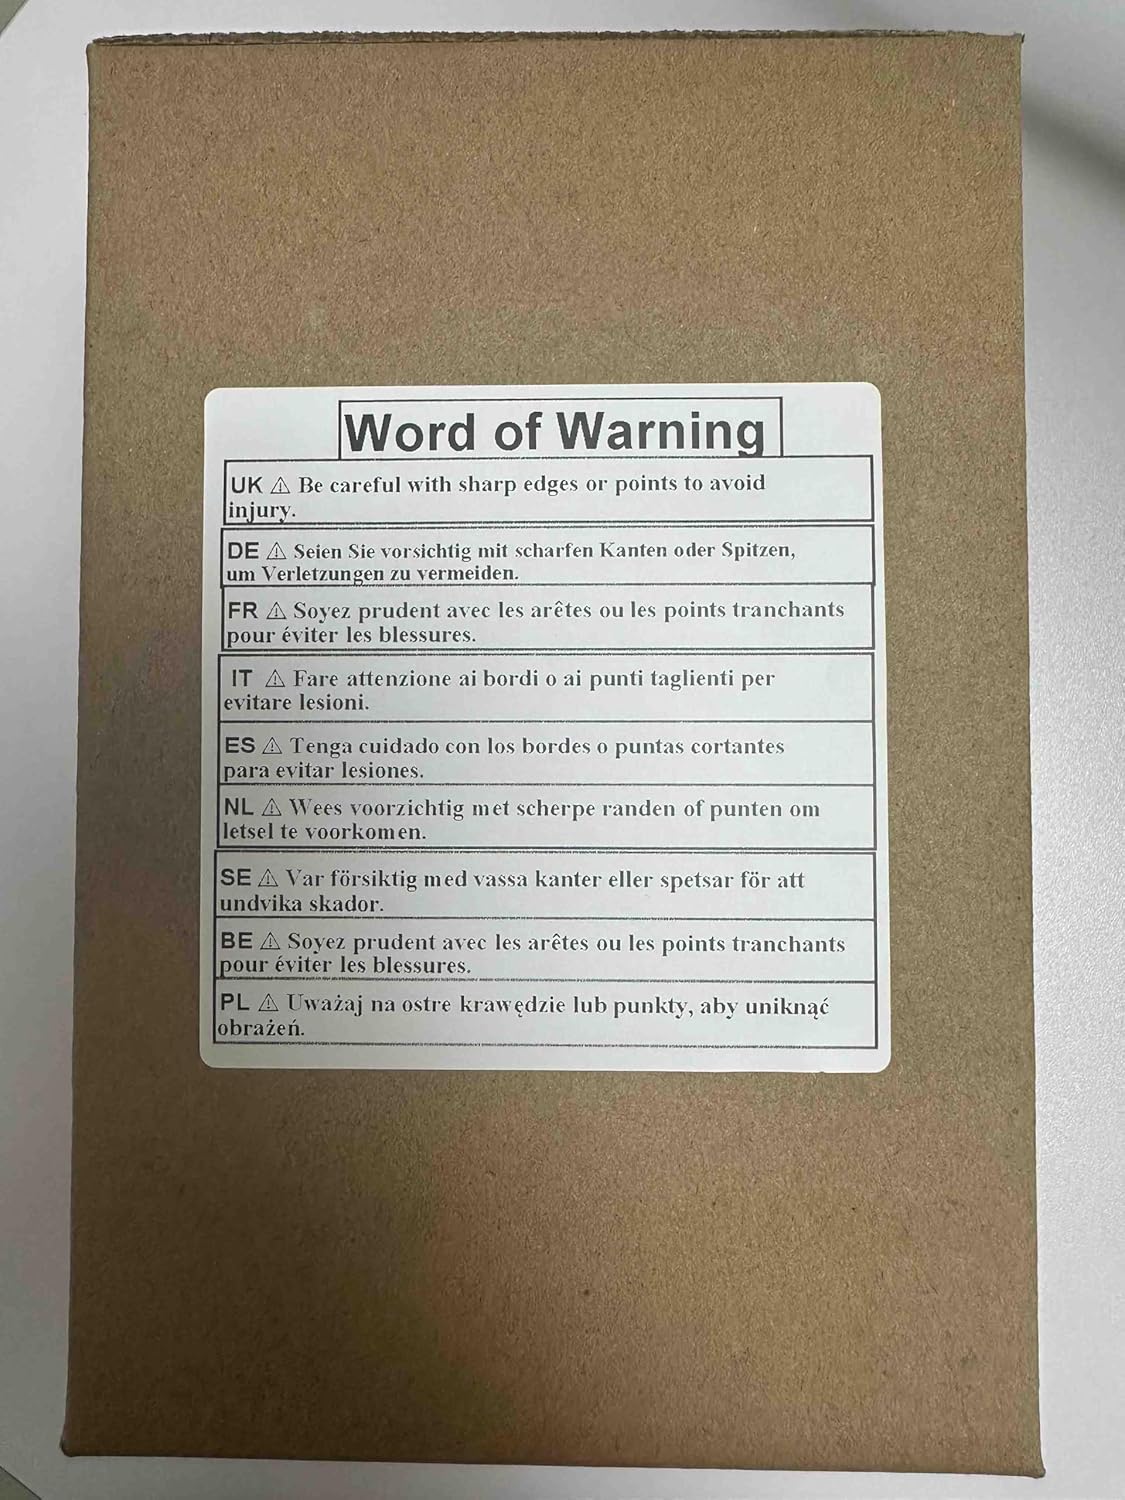 Word of Warning
UK ⚠ Be careful with sharp edges or points to avoid
injury.
DE ⚠ Seien Sie vorsichtig mit scharfen Kanten oder Spitzen,
um Verletzungen zu vermeiden.
FR ⚠ Soyez prudent avec les arêtes ou les points tranchants
pour éviter les blessures.
IT ⚠ Fare attenzione ai bordi o ai punti taglienti per
evitare lesioni.
ES ⚠ Tenga cuidado con los bordes o puntas cortantes
para evitar lesiones.
NL ⚠ Wees voorzichtig met scherpe randen of punten om
letsel te voorkomen.
SE ⚠ Var försiktig med vassa kanter eller spetsar för att
undvika skador.
BE ⚠ Soyez prudent avec les arêtes ou les points tranchants
pour éviter les blessures.
PL ⚠ Uważaj na ostre krawędzie lub punkty, aby uniknąć
obrażeń.